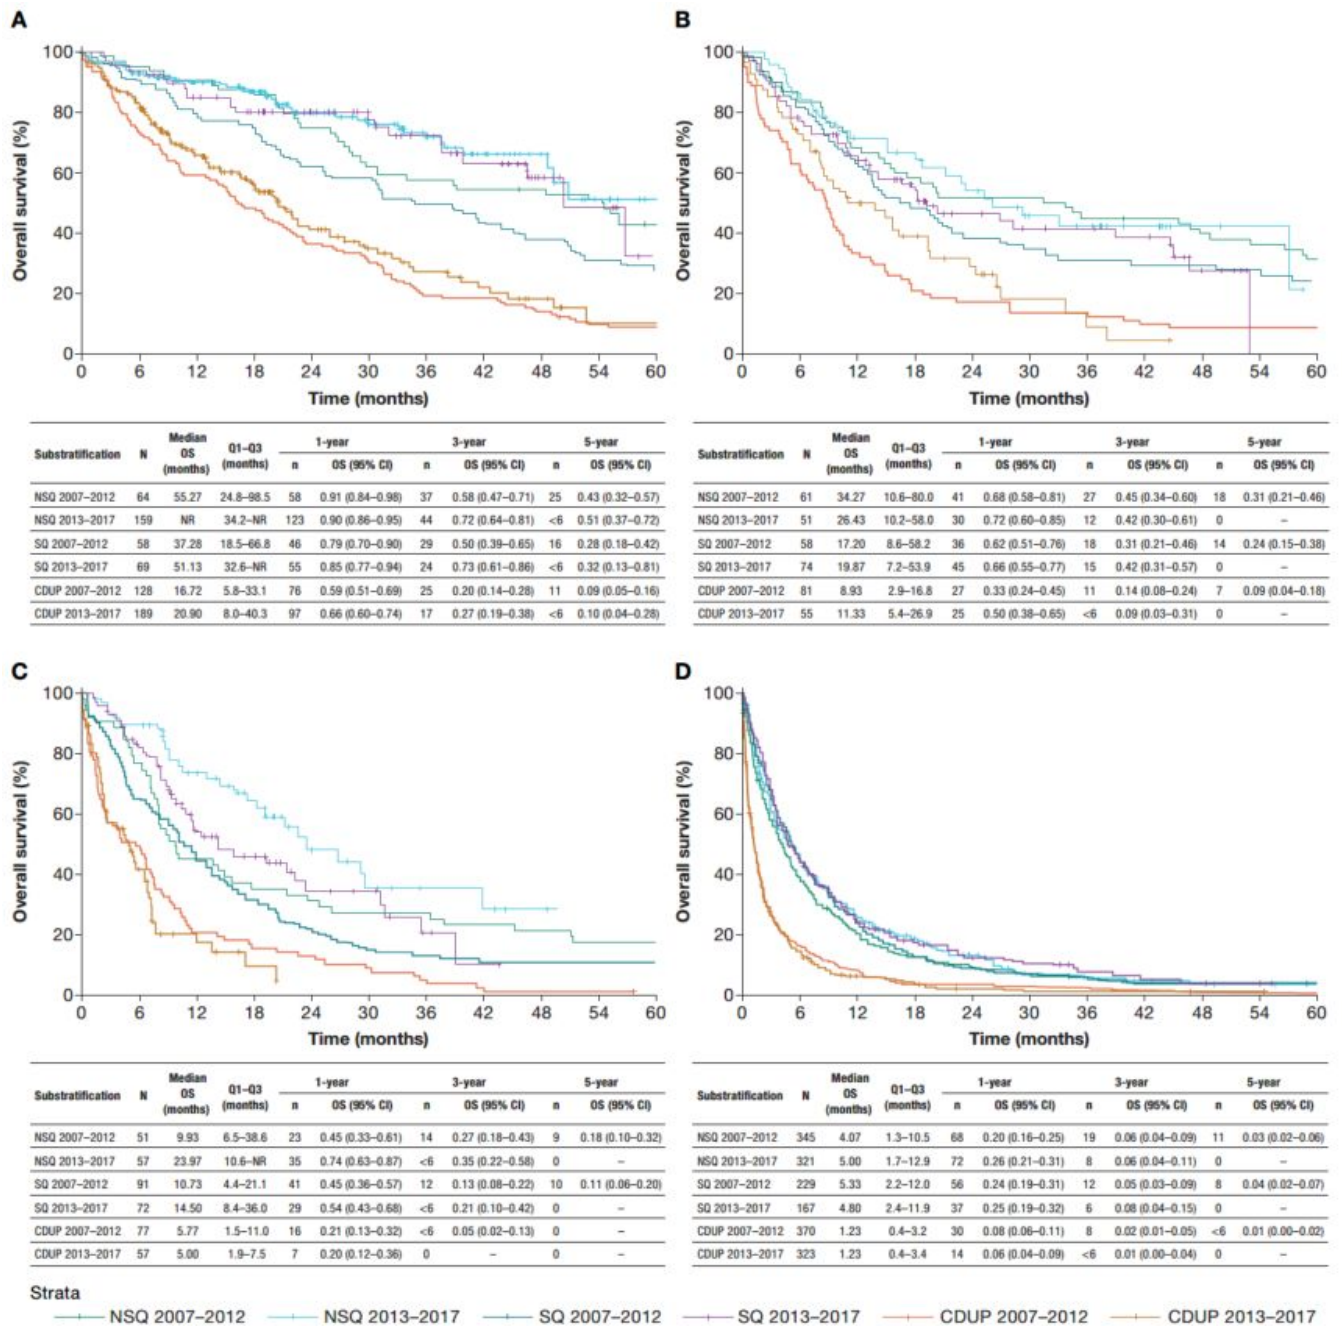 A
Overall survival (%)
100
80
60
40
20
0
0 6 12 18 24 30 36 42 48 54 60
Time (months)
Substratification N Median OS (months) Q1–Q3 (months) 1-year 3-year 5-year
n OS (95% CI) n OS (95% CI) n OS (95% CI)
NSQ 2007–2012 64 55.27 24.8–98.5 58 0.91 (0.84–0.98) 37 0.58 (0.47–0.71) 25 0.43 (0.32–0.57)
NSQ 2013–2017 159 NR 34.2–NR 123 0.90 (0.86–0.95) 44 0.72 (0.64–0.81) <6 0.51 (0.37–0.72)
SQ 2007–2012 58 37.28 18.5–66.8 46 0.79 (0.70–0.90) 29 0.50 (0.39–0.65) 16 0.28 (0.18–0.42)
SQ 2013–2017 69 51.13 32.6–NR 55 0.85 (0.77–0.94) 24 0.73 (0.61–0.86) <6 0.32 (0.13–0.81)
CDUP 2007–2012 128 16.72 5.8–33.1 76 0.59 (0.51–0.69) 25 0.20 (0.14–0.28) 11 0.09 (0.05–0.16)
CDUP 2013–2017 189 20.90 8.0–40.3 97 0.66 (0.60–0.74) 17 0.27 (0.19–0.38) <6 0.10 (0.04–0.28)
B
Overall survival (%)
100
80
60
40
20
0
0 6 12 18 24 30 36 42 48 54 60
Time (months)
Substratification N Median OS (months) Q1–Q3 (months) 1-year 3-year 5-year
n OS (95% CI) n OS (95% CI) n OS (95% CI)
NSQ 2007–2012 61 34.27 10.6–80.0 41 0.68 (0.58–0.81) 27 0.45 (0.34–0.60) 18 0.31 (0.21–0.46)
NSQ 2013–2017 51 26.43 10.2–58.0 30 0.72 (0.60–0.85) 12 0.42 (0.30–0.61) 0 –
SQ 2007–2012 58 17.20 8.6–58.2 36 0.62 (0.51–0.76) 18 0.31 (0.21–0.46) 14 0.24 (0.15–0.38)
SQ 2013–2017 74 19.87 7.2–53.9 45 0.66 (0.55–0.77) 15 0.42 (0.31–0.57) 0 –
CDUP 2007–2012 81 8.93 2.9–16.8 27 0.33 (0.24–0.45) 11 0.14 (0.08–0.24) 7 0.09 (0.04–0.18)
CDUP 2013–2017 55 11.33 5.4–26.9 25 0.50 (0.38–0.65) <6 0.09 (0.03–0.31) 0 –
C
Overall survival (%)
100
80
60
40
20
0
0 6 12 18 24 30 36 42 48 54 60
Time (months)
Substratification N Median OS (months) Q1–Q3 (months) 1-year 3-year 5-year
n OS (95% CI) n OS (95% CI) n OS (95% CI)
NSQ 2007–2012 51 9.93 6.5–38.6 23 0.45 (0.33–0.61) 14 0.27 (0.18–0.43) 9 0.18 (0.10–0.32)
NSQ 2013–2017 57 23.97 10.6–NR 35 0.74 (0.63–0.87) <6 0.35 (0.22–0.58) 0 –
SQ 2007–2012 91 10.73 4.4–21.1 41 0.45 (0.36–0.57) 12 0.13 (0.08–0.22) 10 0.11 (0.06–0.20)
SQ 2013–2017 72 14.50 8.4–36.0 29 0.54 (0.43–0.68) <6 0.21 (0.10–0.42) 0 –
CDUP 2007–2012 77 5.77 1.5–11.0 16 0.21 (0.13–0.32) <6 0.05 (0.02–0.13) 0 –
CDUP 2013–2017 57 5.00 1.9–7.5 7 0.20 (0.12–0.36) 0 – 0 –
D
Overall survival (%)
100
80
60
40
20
0
0 6 12 18 24 30 36 42 48 54 60
Time (months)
Substratification N Median OS (months) Q1–Q3 (months) 1-year 3-year 5-year
n OS (95% CI) n OS (95% CI) n OS (95% CI)
NSQ 2007–2012 345 4.07 1.3–10.5 68 0.20 (0.16–0.25) 19 0.06 (0.04–0.09) 11 0.03 (0.02–0.06)
NSQ 2013–2017 321 5.00 1.7–12.9 72 0.26 (0.21–0.31) 8 0.06 (0.04–0.11) 0 –
SQ 2007–2012 229 5.33 2.2–12.0 56 0.24 (0.19–0.31) 12 0.05 (0.03–0.09) 8 0.04 (0.02–0.07)
SQ 2013–2017 167 4.80 2.4–11.9 37 0.25 (0.19–0.32) 6 0.08 (0.04–0.15) 0 –
CDUP 2007–2012 370 1.23 0.4–3.2 30 0.08 (0.06–0.11) 8 0.02 (0.01–0.05) <6 0.01 (0.00–0.02)
CDUP 2013–2017 323 1.23 0.4–3.4 14 0.06 (0.04–0.09) <6 0.01 (0.00–0.04) 0 –
Strata
NSQ 2007–2012 NSQ 2013–2017 SQ 2007–2012 SQ 2013–2017 CDUP 2007–2012 CDUP 2013–2017